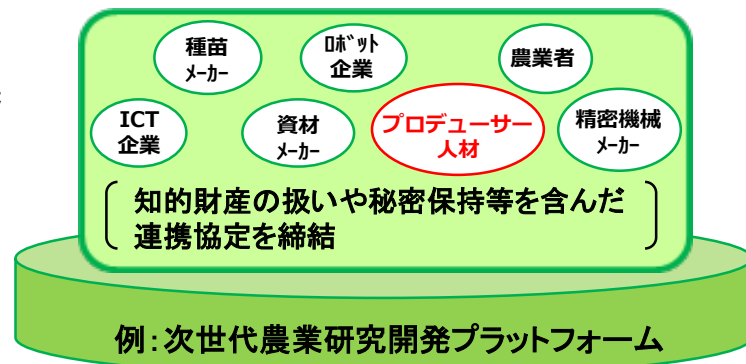 種苗
ﾒｰｶｰ
ﾛﾎﾞｯﾄ
企業
農業者
ICT
企業
資材
ﾒｰｶｰ
プロデューサー
人材
精密機械
ﾒｰｶｰ
知的財産の扱いや秘密保持等を含んだ
連携協定を締結
例：次世代農業研究開発プラットフォーム